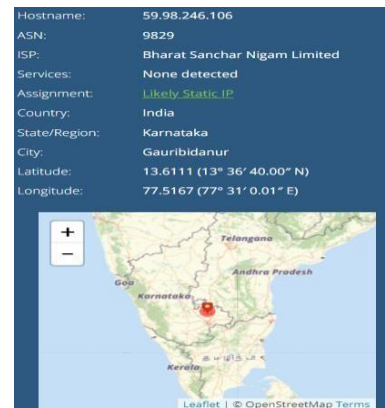 Hostname: 59.98.246.106
ASN: 9829
ISP: Bharat Sanchar Nigam Limited
Services: None detected
Assignment: Likely Static IP
Country: India
State/Region: Karnataka
City: Gauribidanur
Latitude: 13.6111 (13° 36′ 40.00″ N)
Longitude: 77.5167 (77° 31′ 0.01″ E)
+
−
Telangana
Andhra Pradesh
Goa
Karnataka
Kerala
Leaflet | © OpenStreetMap Terms